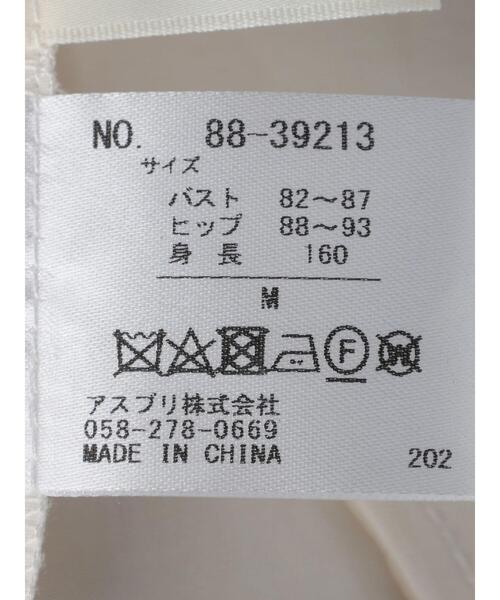 NO. 88-39213
サイズ
バスト 82～87
ヒップ 88～93
身長 160
M
F W
アスプリ株式会社
058-278-0669
MADE IN CHINA 202